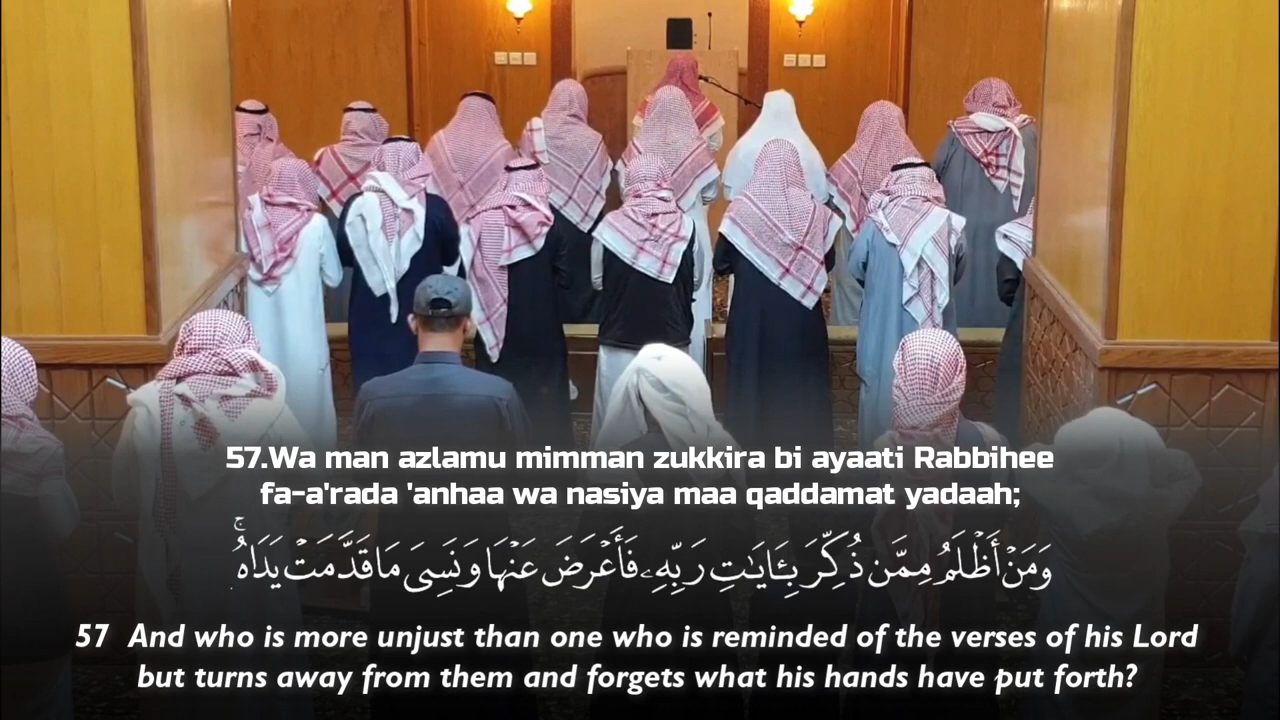 57.Wa man azlamu mimman zukkira bi ayaati Rabbihee
fa-a'rada 'anhaa wa nasiya maa qaddamat yadaah;
وَمَنۡ أَظۡلَمُ مِمَّن ذُكِّرَ بِـَٔايَٰتِ رَبِّهِۦ فَأَعۡرَضَ عَنۡهَا وَنَسِيَ مَا قَدَّمَتۡ يَدَاهُۚ
57 And who is more unjust than one who is reminded of the verses of his Lord
but turns away from them and forgets what his hands have put forth?